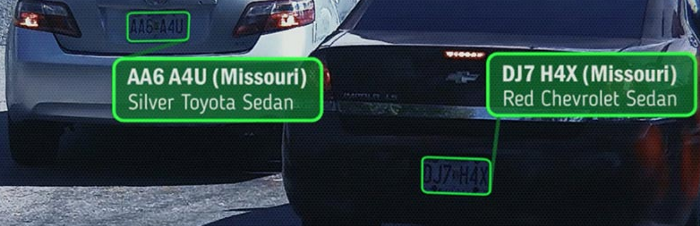 AA6 A4U
AA6 A4U (Missouri)
Silver Toyota Sedan
DJ7 H4X (Missouri)
Red Chevrolet Sedan
DJ7 H4X